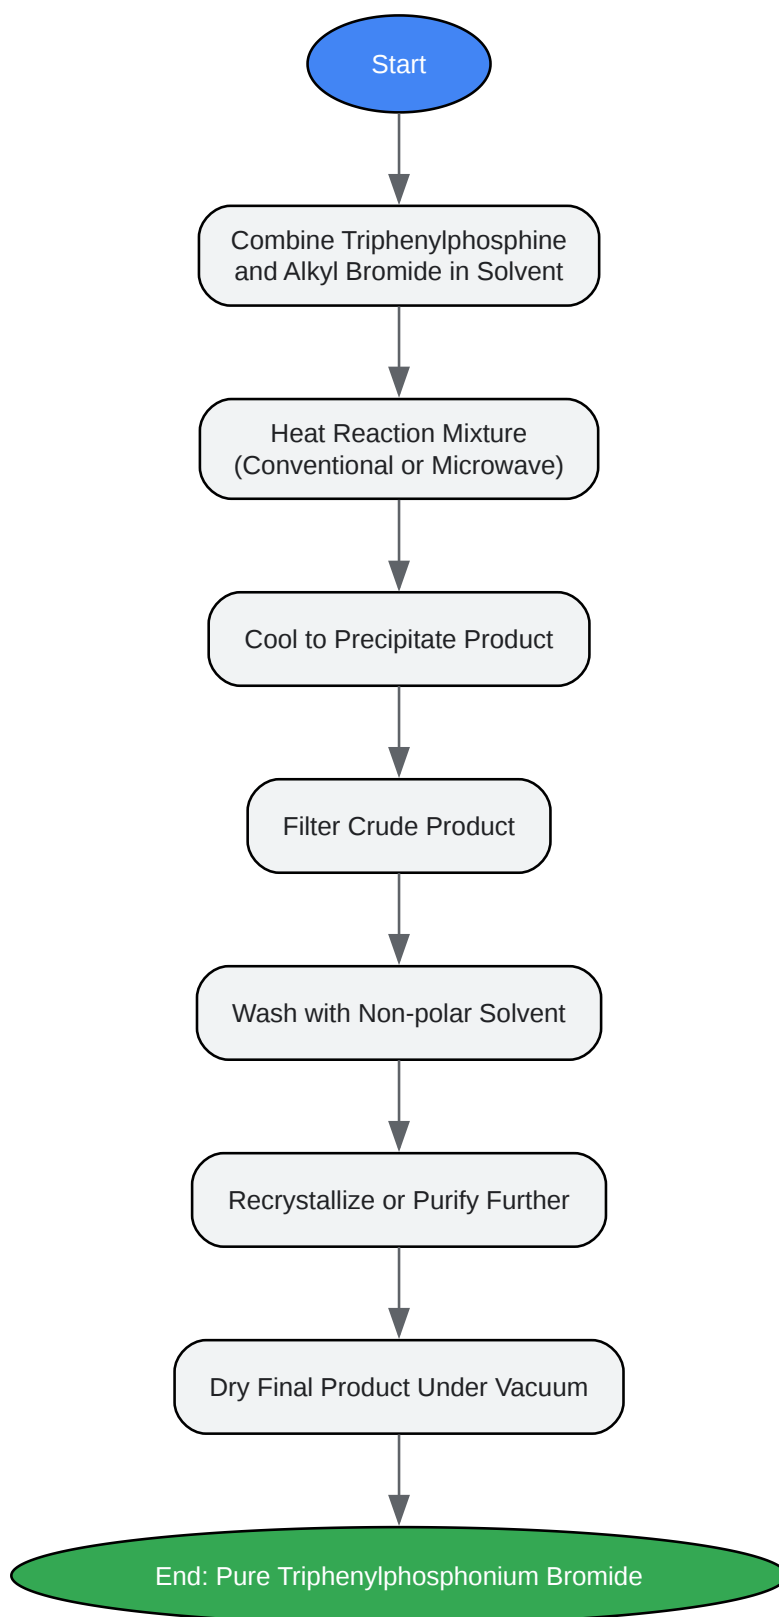 Start
Combine Triphenylphosphine
and Alkyl Bromide in Solvent
Heat Reaction Mixture
(Conventional or Microwave)
Cool to Precipitate Product
Filter Crude Product
Wash with Non-polar Solvent
Recrystallize or Purify Further
Dry Final Product Under Vacuum
End: Pure Triphenylphosphonium Bromide